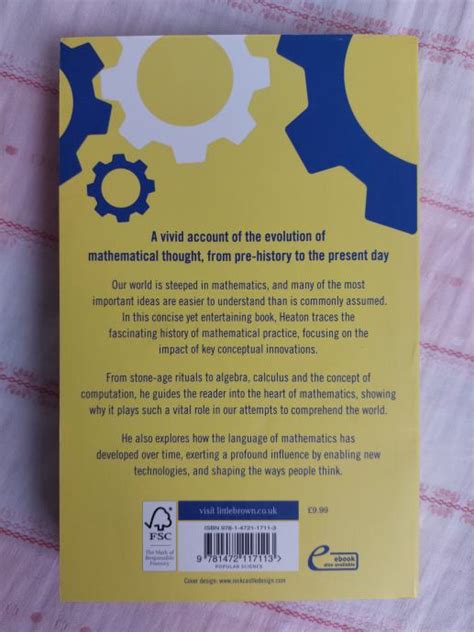 A vivid account of the evolution of
mathematical thought, from pre-history to the present day
Our world is steeped in mathematics, and many of the most
important ideas are easier to understand than is commonly assumed.
In this concise yet entertaining book, Heaton traces the
fascinating history of mathematical practice, focusing on the
impact of key conceptual innovations.
From stone-age rituals to algebra, calculus and the concept of
computation, he guides the reader into the heart of mathematics, showing
why it plays such a vital role in our attempts to comprehend the world.
He also explores how the language of mathematics has
developed over time, exerting a profound influence by enabling new
technologies, and shaping the ways people think.
visit littlebrown.co.uk
£9.99
ISBN 978-1-4721-1711-3
FSC
The Mark of
Responsible
Forestry
9 781472 117113
POPULAR SCIENCE
ebook
also available
Cover design: www.nickcastledesign.com